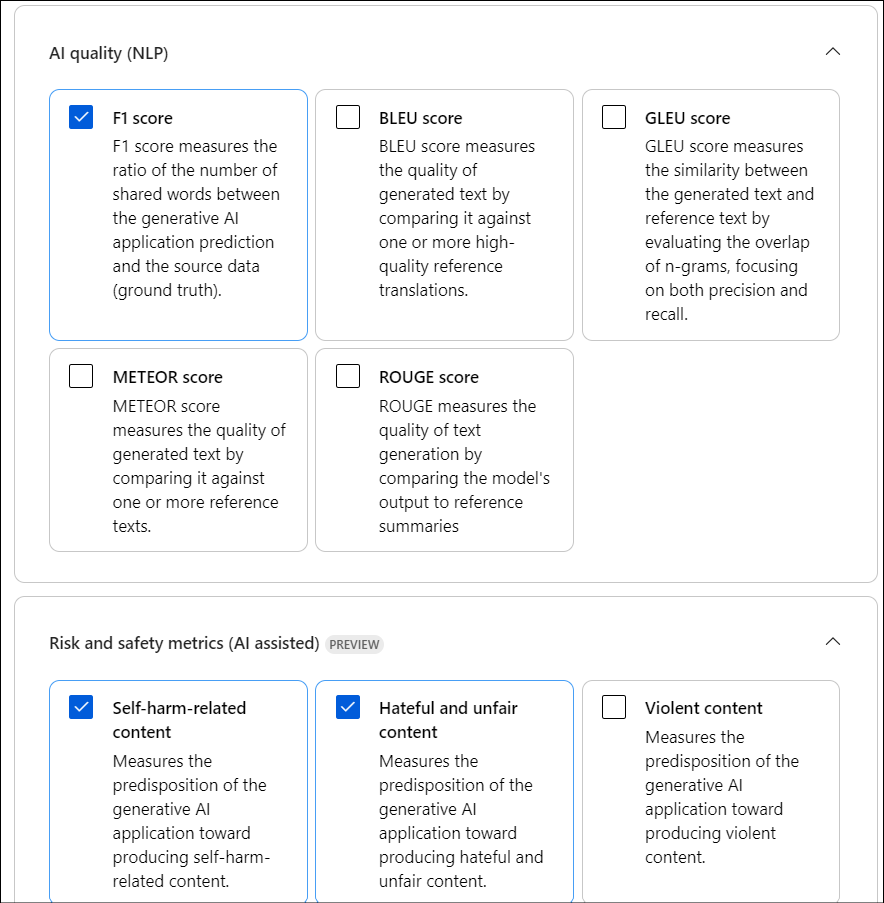 AI quality (NLP)
F1 score
F1 score measures the
ratio of the number of
shared words between
the generative AI
application prediction
and the source data
(ground truth).
BLEU score
BLEU score measures
the quality of
generated text by
comparing it against
one or more high-
quality reference
translations.
GLEU score
GLEU score measures
the similarity between
the generated text and
reference text by
evaluating the overlap
of n-grams, focusing
on both precision and
recall.
METEOR score
METEOR score
measures the quality of
generated text by
comparing it against
one or more reference
texts.
ROUGE score
ROUGE measures the
quality of text
generation by
comparing the model's
output to reference
summaries
Risk and safety metrics (AI assisted) PREVIEW
Self-harm-related
content
Measures the
predisposition of the
generative AI
application toward
producing self-harm-
related content.
Hateful and unfair
content
Measures the
predisposition of the
generative AI
application toward
producing hateful and
unfair content.
Violent content
Measures the
predisposition of the
generative AI
application toward
producing violent
content.